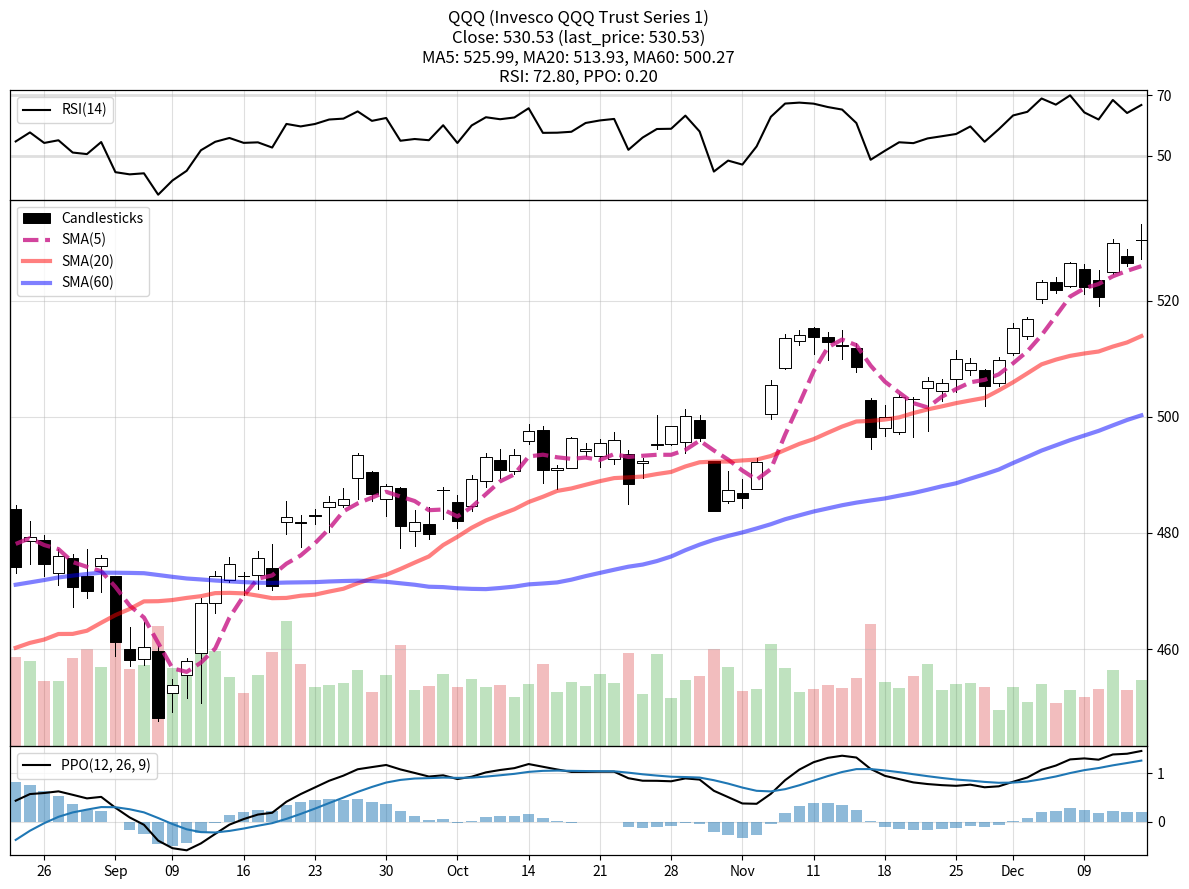 QQQ (Invesco QQQ Trust Series 1)
Close: 530.53 (last_price: 530.53)
MA5: 525.99, MA20: 513.93, MA60: 500.27
RSI: 72.80, PPO: 0.20
RSI(14)
70
50
Candlesticks
SMA(5)
SMA(20)
SMA(60)
520
500
480
460
PPO(12, 26, 9)
1
0
26 Sep 09 16 23 30 Oct 14 21 28 Nov 11 18 25 Dec 09